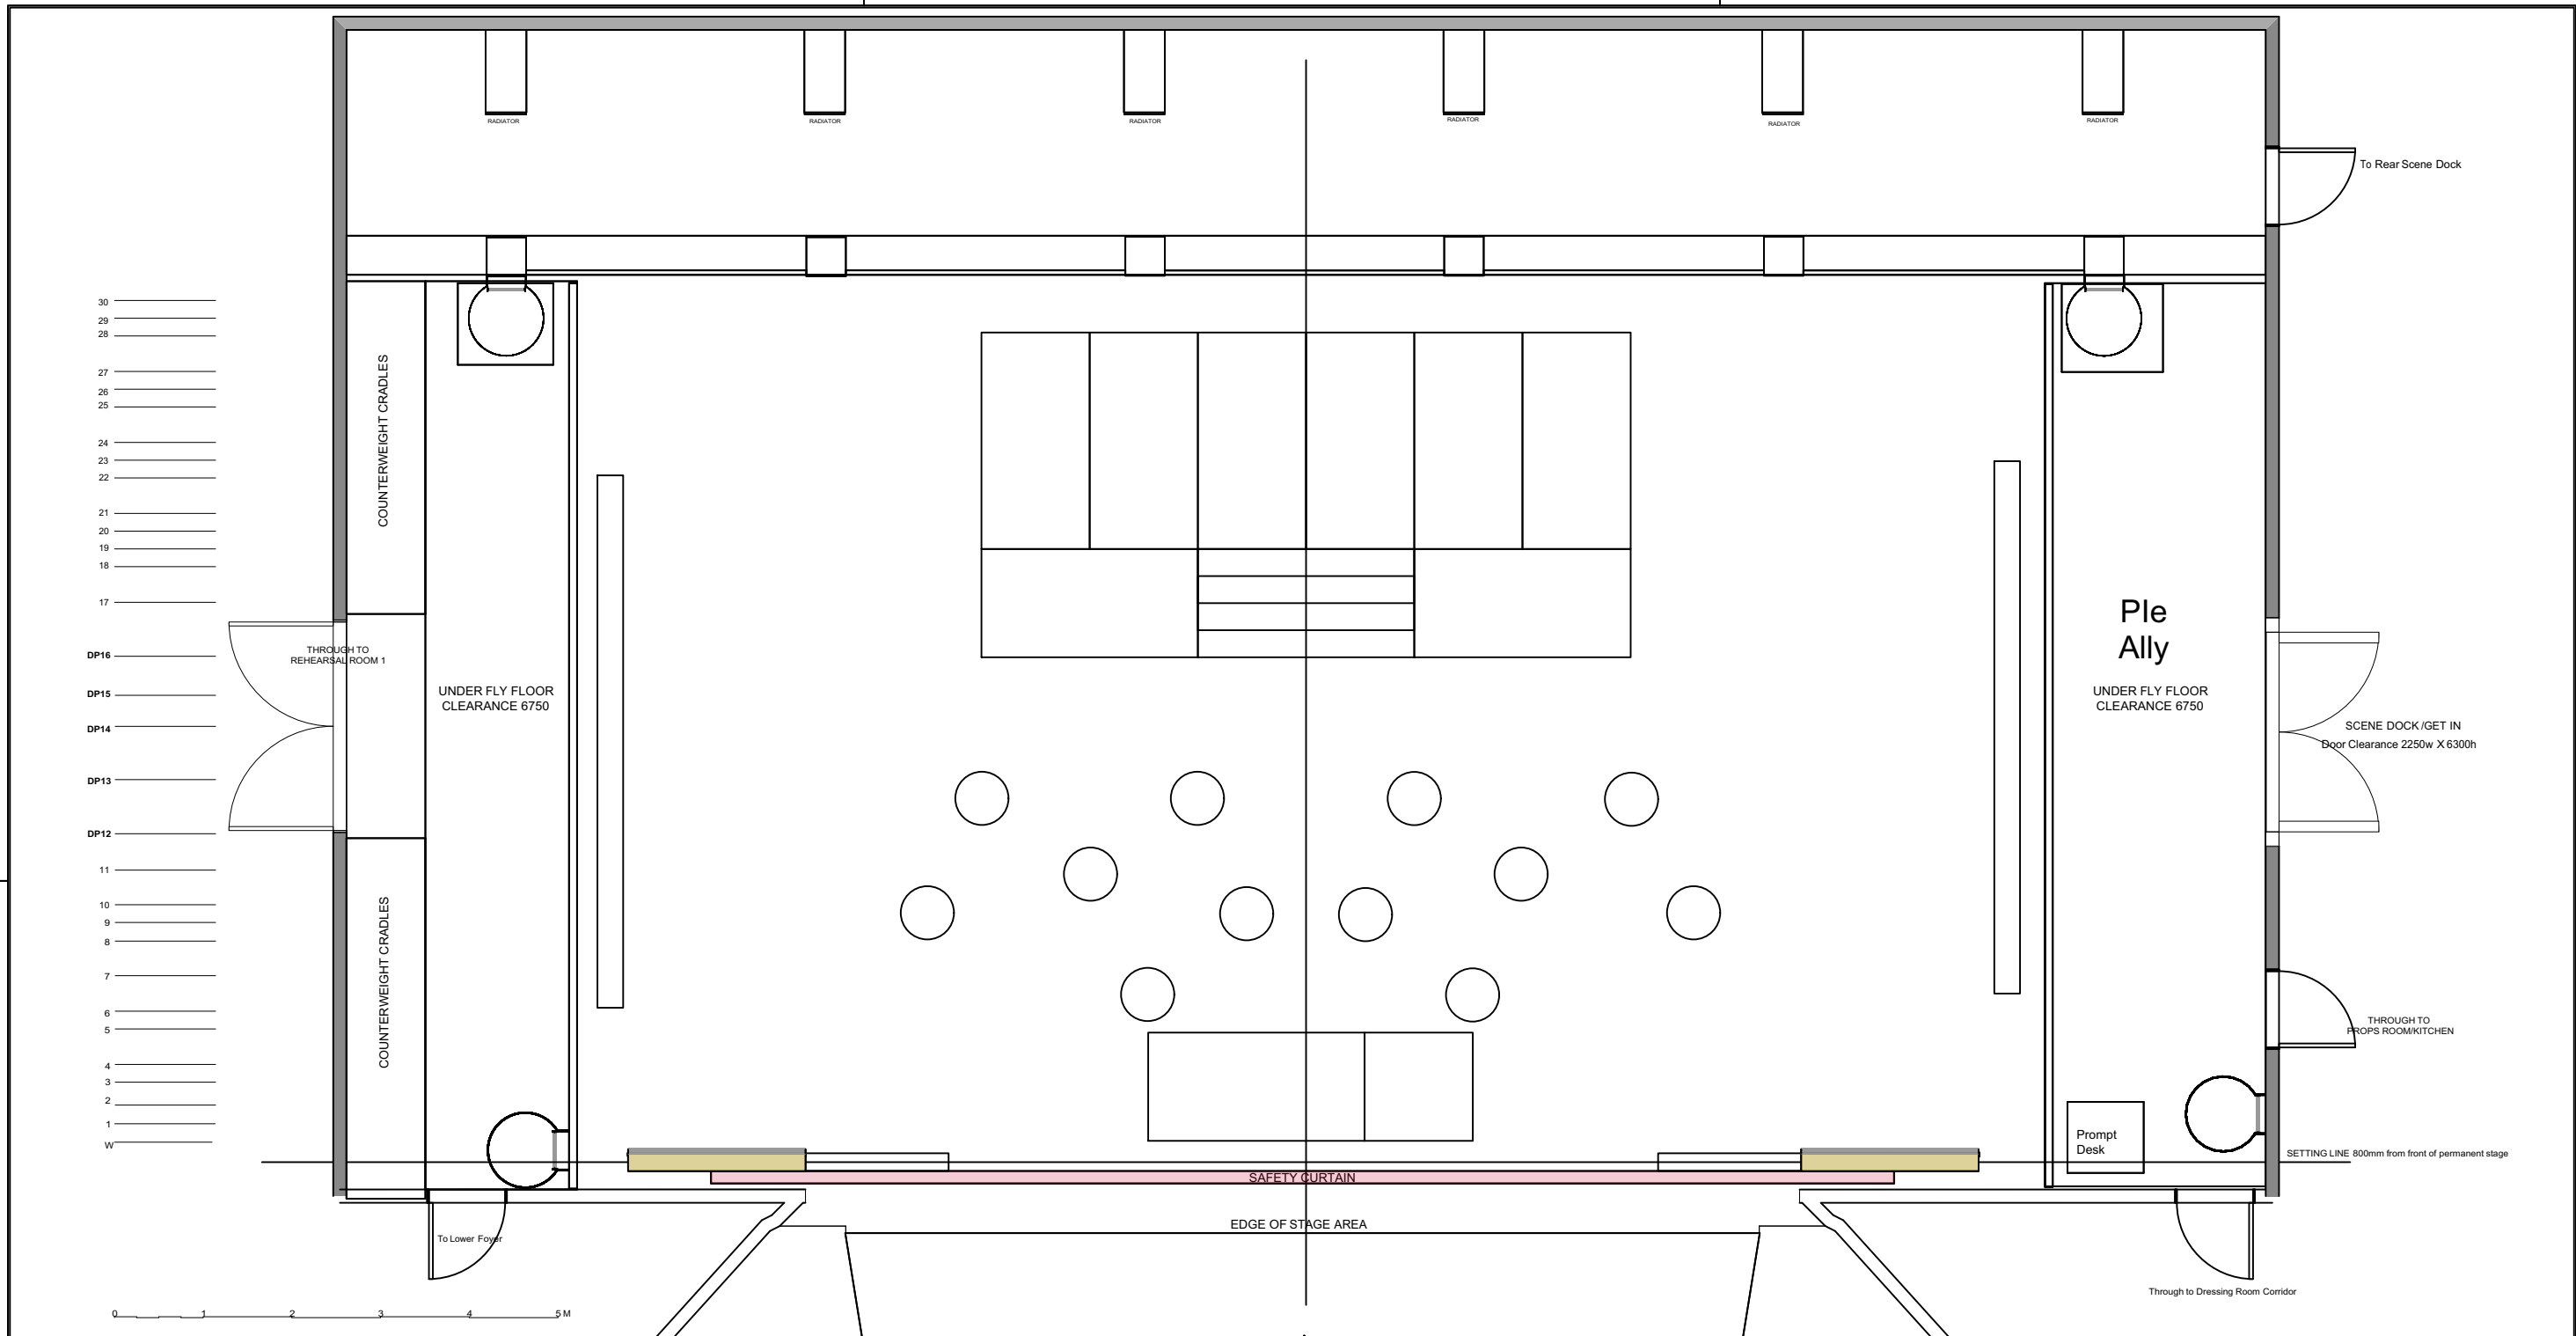 RADIATOR
RADIATOR
RADIATOR
RADIATOR
RADIATOR
RADIATOR
To Rear Scene Dock
30
29
28
27
26
25
24
23
22
21
20
19
18
17
DP16
DP15
DP14
DP13
DP12
11
10
9
8
7
6
5
4
3
2
1
W
COUNTERWEIGHT CRADLES
THROUGH TO
REHEARSAL ROOM 1
UNDER FLY FLOOR
CLEARANCE 6750
COUNTERWEIGHT CRADLES
Ple
Ally
UNDER FLY FLOOR
CLEARANCE 6750
SCENE DOCK /GET IN
Door Clearance 2250w X 6300h
THROUGH TO
PROPS ROOM/KITCHEN
Prompt
Desk
SETTING LINE 800mm from front of permanent stage
SAFETY CURTAIN
EDGE OF STAGE AREA
To Lower Foyer
Through to Dressing Room Corridor
0 1 2 3 4 5 M